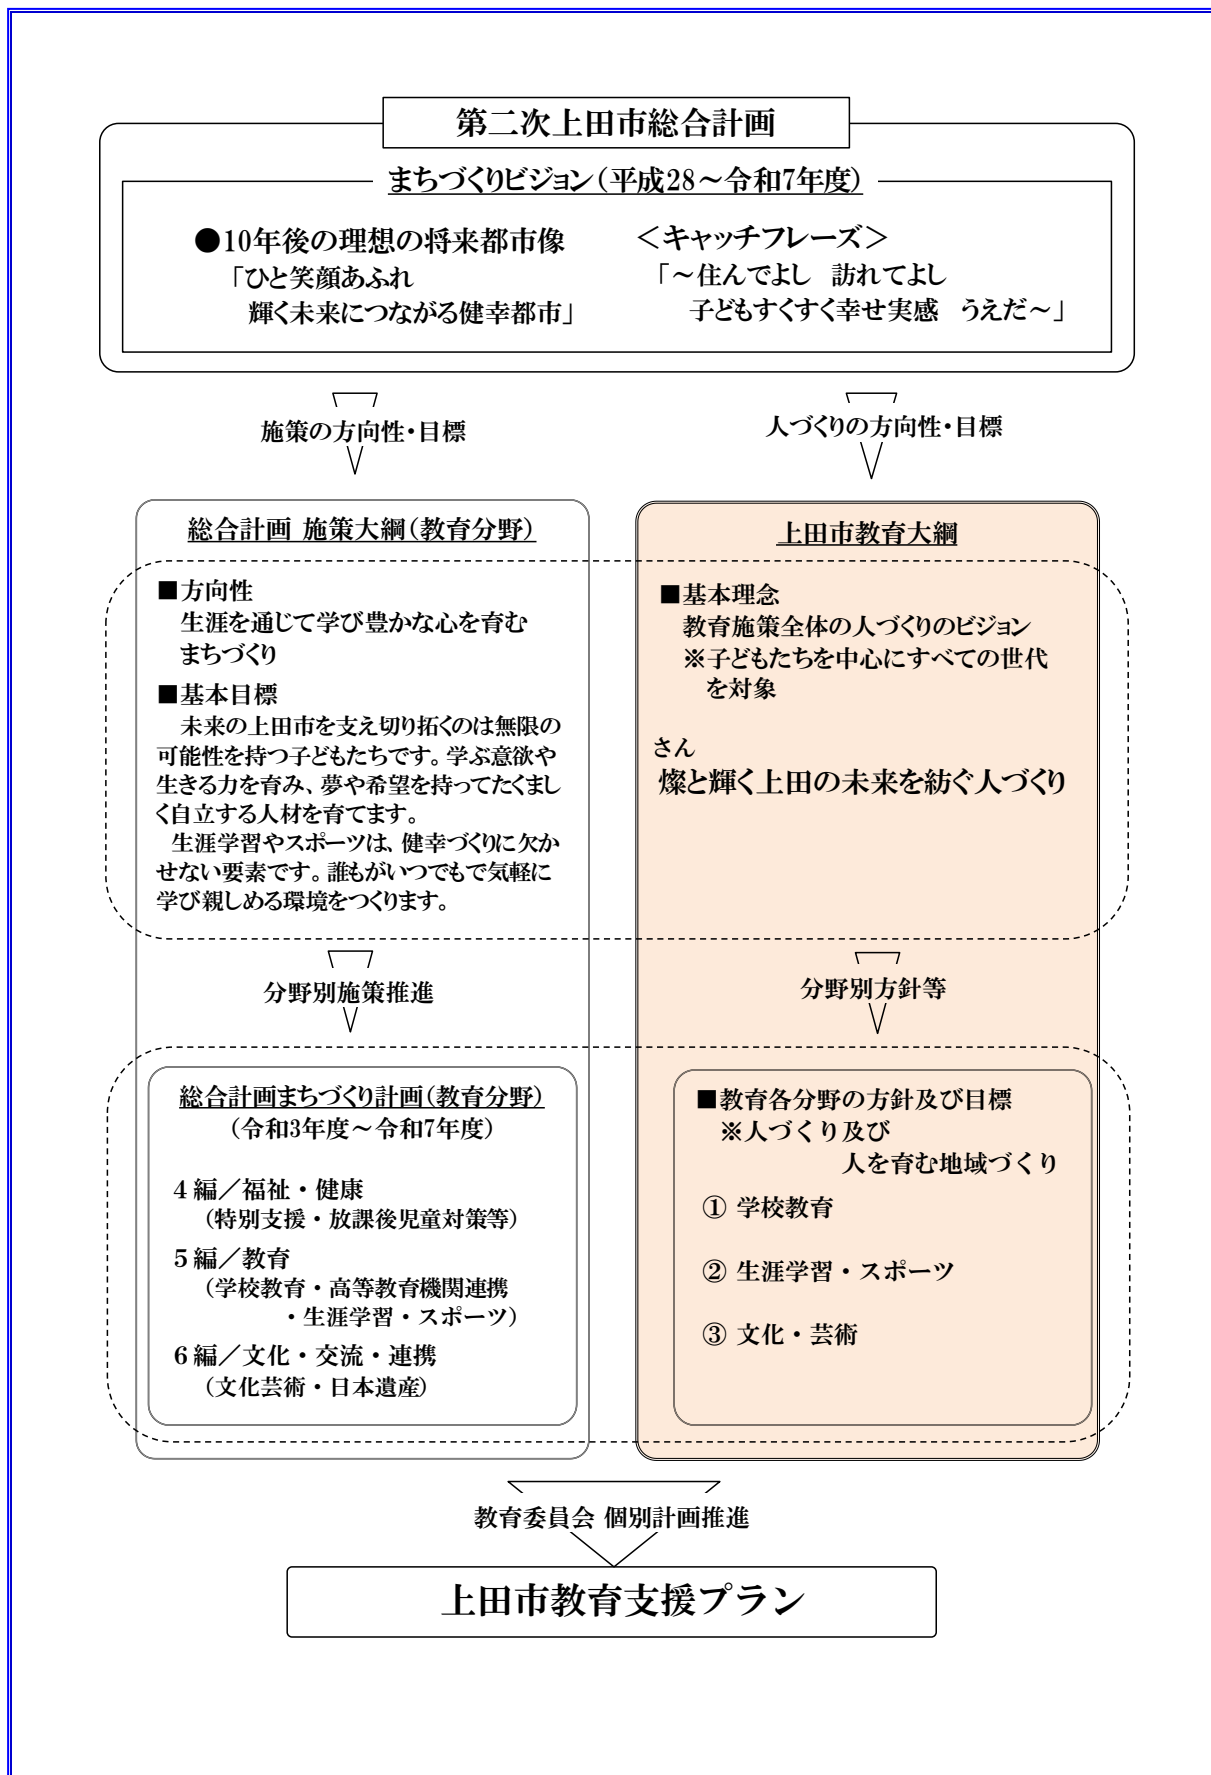 第二次上田市総合計画
まちづくりビジョン(平成28～令和7年度)
●10年後の理想の将来都市像
「ひと笑顔あふれ
輝く未来につながる健幸都市」
＜キャッチフレーズ＞
「～住んでよし 訪れてよし
子どもすくすく幸せ実感 うえだ～」
施策の方向性・目標
人づくりの方向性・目標
総合計画 施策大綱(教育分野)
■方向性
生涯を通じて学び豊かな心を育む
まちづくり
■基本目標
未来の上田市を支え切り拓くのは無限の
可能性を持つ子どもたちです。学ぶ意欲や
生きる力を育み、夢や希望を持ってたくまし
く自立する人材を育てます。
生涯学習やスポーツは、健幸づくりに欠か
せない要素です。誰もがいつでもで気軽に
学び親しめる環境をつくります。
上田市教育大綱
■基本理念
教育施策全体の人づくりのビジョン
※子どもたちを中心にすべての世代
を対象
さん
燦と輝く上田の未来を紡ぐ人づくり
分野別施策推進
分野別方針等
総合計画まちづくり計画(教育分野)
(令和3年度～令和7年度)
4編／福祉・健康
(特別支援・放課後児童対策等)
5編／教育
(学校教育・高等教育機関連携
・生涯学習・スポーツ)
6編／文化・交流・連携
(文化芸術・日本遺産)
■教育各分野の方針及び目標
※人づくり及び
人を育む地域づくり
① 学校教育
② 生涯学習・スポーツ
③ 文化・芸術
教育委員会 個別計画推進
上田市教育支援プラン